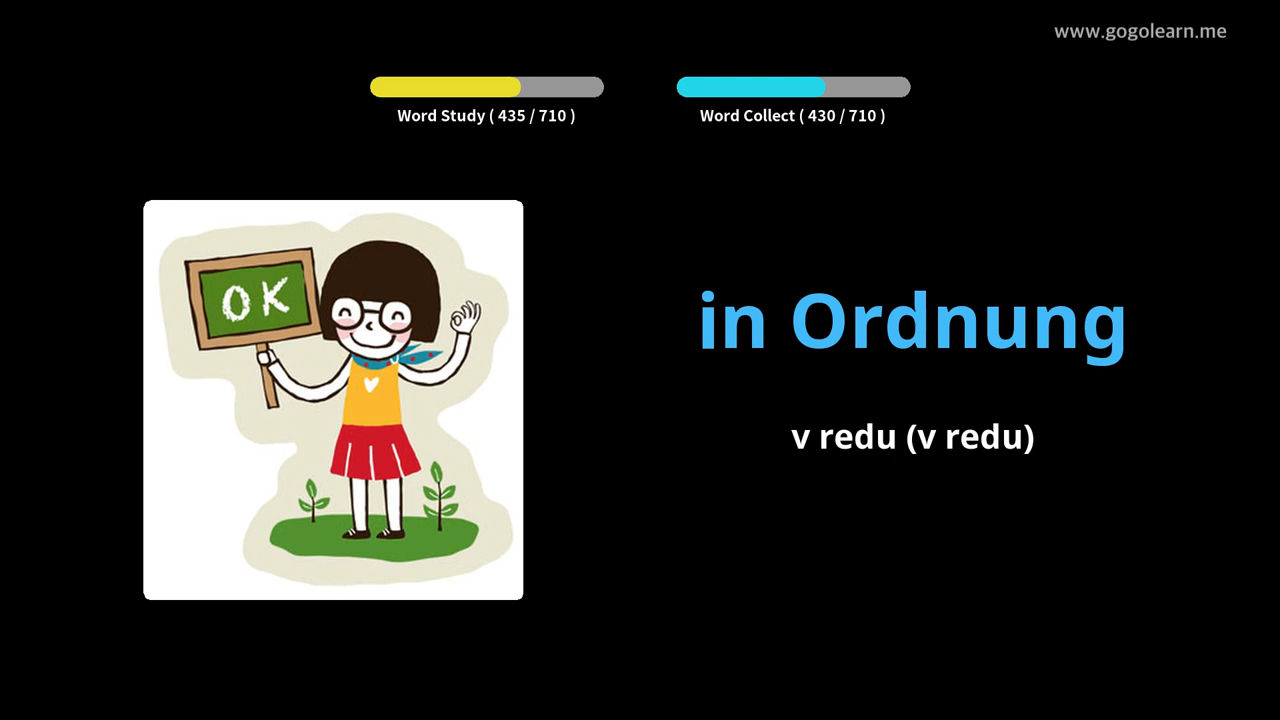 www.gogolearn.me
Word Study ( 435 / 710 )
Word Collect ( 430 / 710 )
OK
in Ordnung
v redu (v redu)